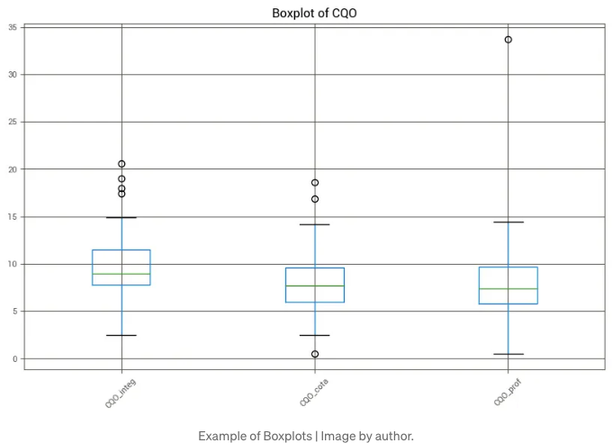 Boxplot of CQO
35
30
25
20
15
10
5
0
CQO_integ
CQO_cota
CQO_prof
Example of Boxplots | Image by author.